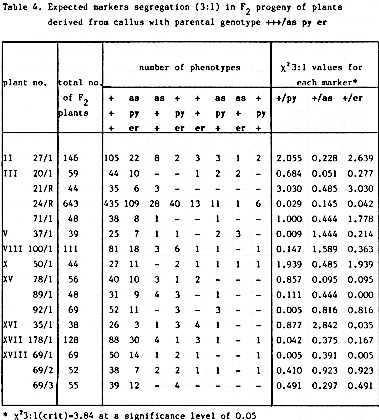 Table 4. Expected markers segregation (3:1) in F2 progeny of plants
derived from callus with parental genotype +++/as py er
plant no. total no. number of phenotypes χ²3:1 values for
each marker*
of F2 + as as + + as as + +/py +/as +/er
plants + py + py + py + py
+ er + er er + er +
II 27/1 146 105 22 8 2 3 3 1 2 2.055 0.228 2.639
III 20/1 59 44 10 - - 1 2 2 - 0.684 0.051 0.277
21/R 44 35 6 3 - - - - - 3.030 0.485 3.030
24/R 643 435 109 28 40 13 11 1 6 0.029 0.145 0.042
71/1 48 38 8 1 - - 1 - - 1.000 0.444 1.778
V 37/1 39 25 7 1 1 - 2 3 - 0.009 1.444 0.214
VIII 100/1 111 81 18 3 6 1 1 - 1 0.147 1.589 0.363
X 50/1 44 27 11 - 2 1 1 1 1 1.939 0.485 1.939
XV 78/1 56 40 10 3 1 2 - - - 0.857 0.095 0.095
89/1 48 31 9 4 3 - 1 - - 0.111 0.444 0.000
92/1 69 52 11 - 3 - 3 - - 0.005 0.816 0.816
XVI 35/1 38 26 3 1 3 4 1 - - 0.877 2.842 0.035
XVII 178/1 128 88 30 4 1 3 1 - 1 0.042 0.375 0.167
XVIII 69/1 69 50 14 1 2 1 - - 1 0.005 0.391 0.005
69/2 52 38 7 2 2 1 1 - 1 0.410 0.923 0.923
69/3 55 39 12 - 4 - - - - 0.491 0.297 0.491
* χ²3:1(crit)=3.84 at a significance level of 0.05